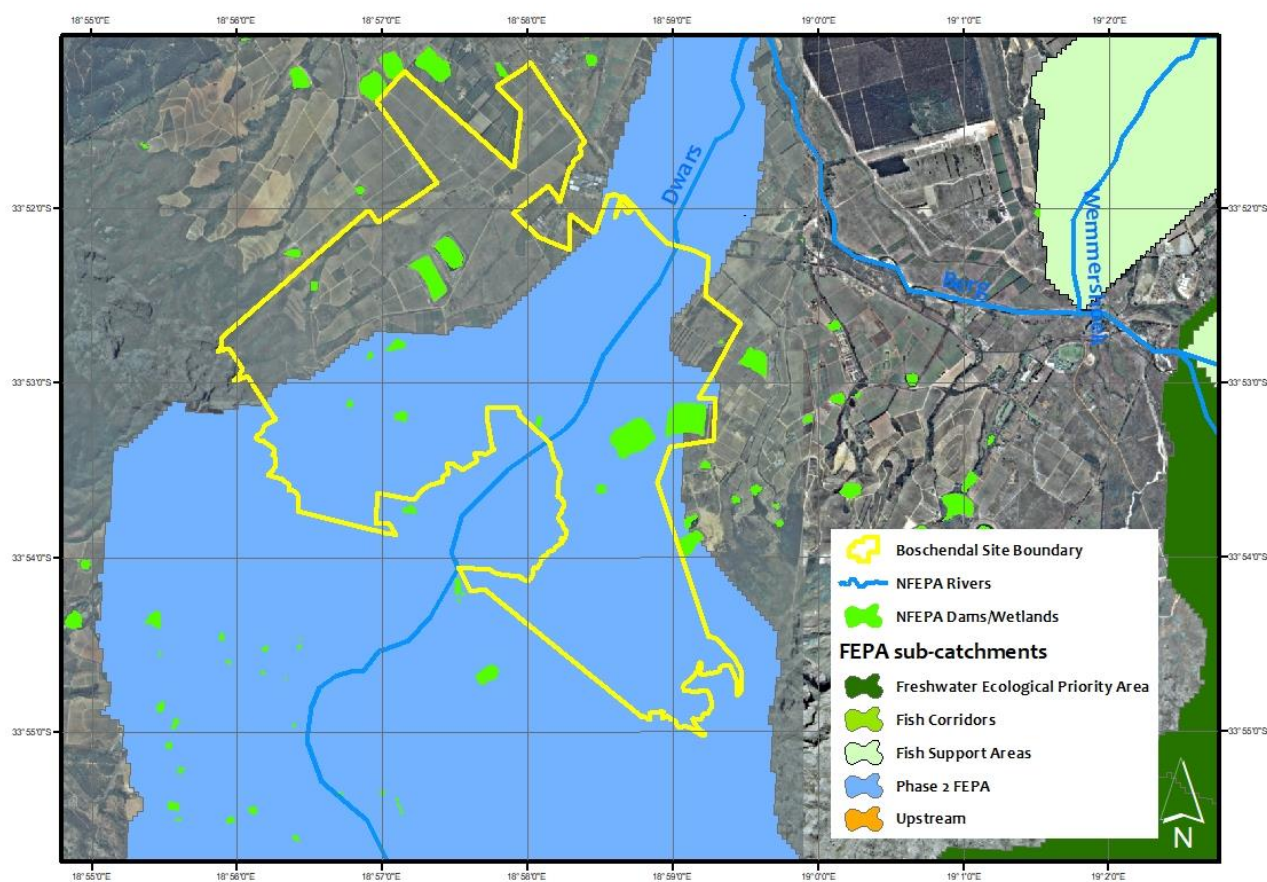 18°55'0"E 18°56'0"E 18°57'0"E 18°58'0"E 18°59'0"E 19°0'0"E 19°1'0"E 19°2'0"E
Dwars
33°52'0"S 33°52'0"S
Wemmershoek
Berg
33°53'0"S 33°53'0"S
33°54'0"S 33°54'0"S
Boschendal Site Boundary
NFEPA Rivers
NFEPA Dams/Wetlands
FEPA sub-catchments
Freshwater Ecological Priority Area
Fish Corridors
33°55'0"S 33°55'0"S
Fish Support Areas
Phase 2 FEPA
Upstream
N
18°55'0"E 18°56'0"E 18°57'0"E 18°58'0"E 18°59'0"E 19°0'0"E 19°1'0"E 19°2'0"E